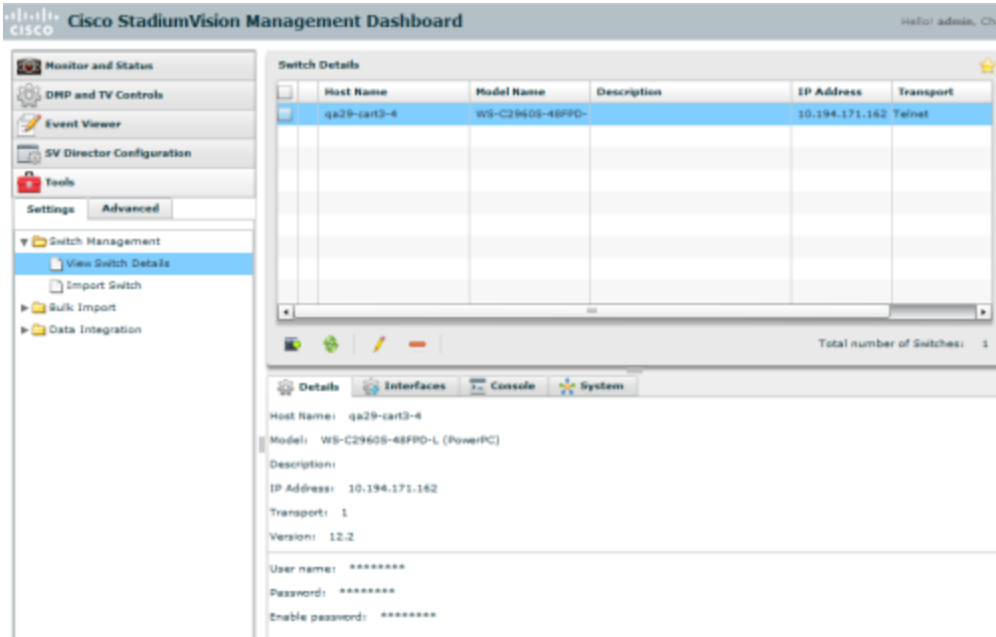 CISCO Cisco StadiumVision Management Dashboard Hello! admin, Ch
Monitor and Status
DMP and TV Controls
Event Viewer
SV Director Configuration
Tools
Settings Advanced
Switch Management
View Switch Details
Import Switch
Bulk Import
Data Integration
Switch Details
Host Name Model Name Description IP Address Transport
qa29-cart3-4 WS-C2960S-48FPD- 10.194.171.162 Telnet
Total number of Switches: 1
Details Interfaces Console System
Host Name: qa29-cart3-4
Model: WS-C2960S-48FPD-L (PowerPC)
Description:
IP Address: 10.194.171.162
Transport: 1
Version: 12.2
User name: ********
Password: ********
Enable password: ********